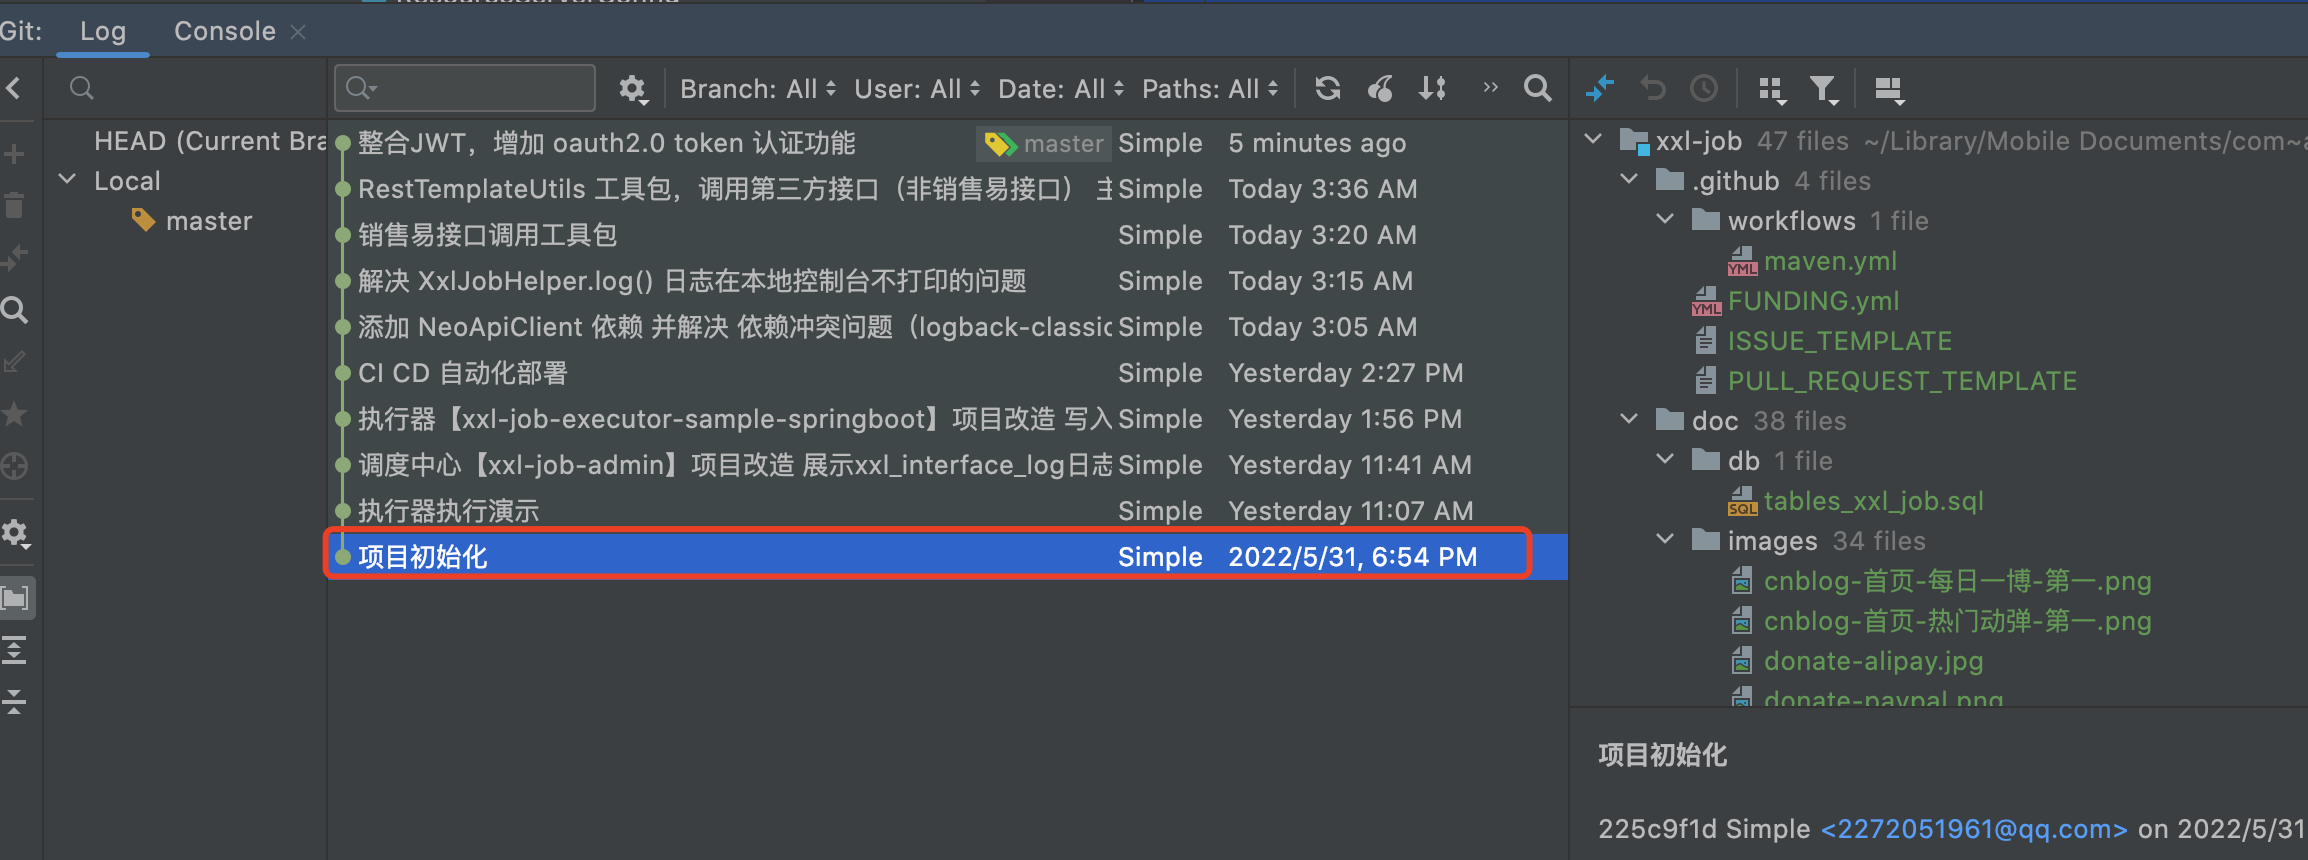 Git: Log Console
Branch: All User: All Date: All Paths: All
HEAD (Current Bra
Local
master
整合JWT，增加 oauth2.0 token 认证功能 master Simple 5 minutes ago
RestTemplateUtils 工具包，调用第三方接口（非销售易接口） Simple Today 3:36 AM
销售易接口调用工具包 Simple Today 3:20 AM
解决 XxlJobHelper.log() 日志在本地控制台不打印的问题 Simple Today 3:15 AM
添加 NeoApiClient 依赖 并解决 依赖冲突问题（logback-classic Simple Today 3:05 AM
CI CD 自动化部署 Simple Yesterday 2:27 PM
执行器【xxl-job-executor-sample-springboot】项目改造 写入 Simple Yesterday 1:56 PM
调度中心【xxl-job-admin】项目改造 展示xxl_interface_log日志 Simple Yesterday 11:41 AM
执行器执行演示 Simple Yesterday 11:07 AM
项目初始化 Simple 2022/5/31, 6:54 PM
xxl-job 47 files ~/Library/Mobile Documents/com~a
.github 4 files
workflows 1 file
YML maven.yml
YML FUNDING.yml
ISSUE_TEMPLATE
PULL_REQUEST_TEMPLATE
doc 38 files
db 1 file
SQL tables_xxl_job.sql
images 34 files
cnblog-首页-每日一博-第一.png
cnblog-首页-热门动弹-第一.png
donate-alipay.jpg
donate-paypal.png
项目初始化
225c9f1d Simple <2272051961@qq.com> on 2022/5/31